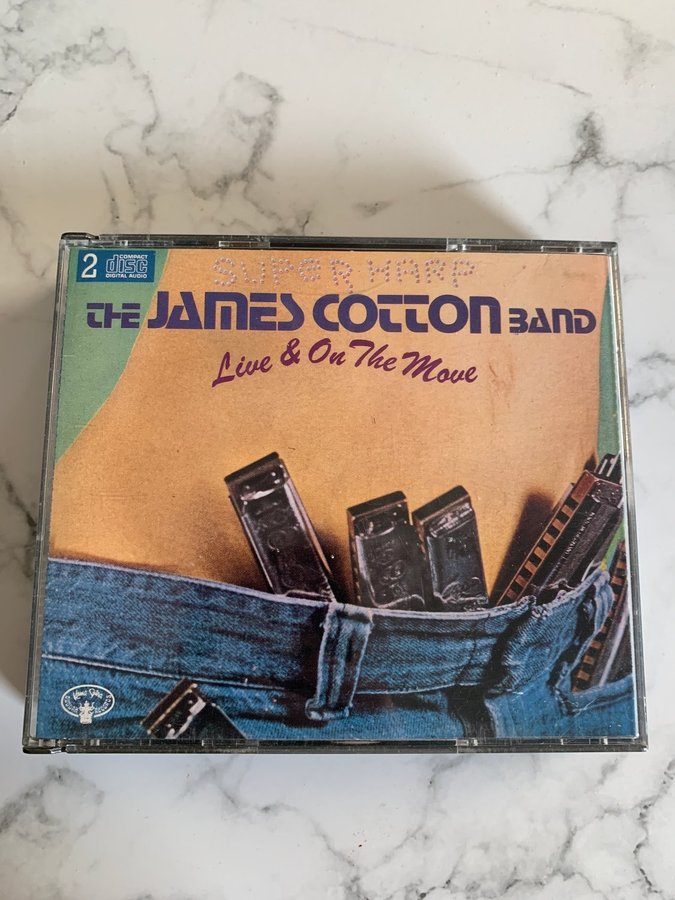 2 COMPACT
disc
DIGITAL AUDIO
SUPER HARP
THE JAMES COTTON BAND
Live & On The Move